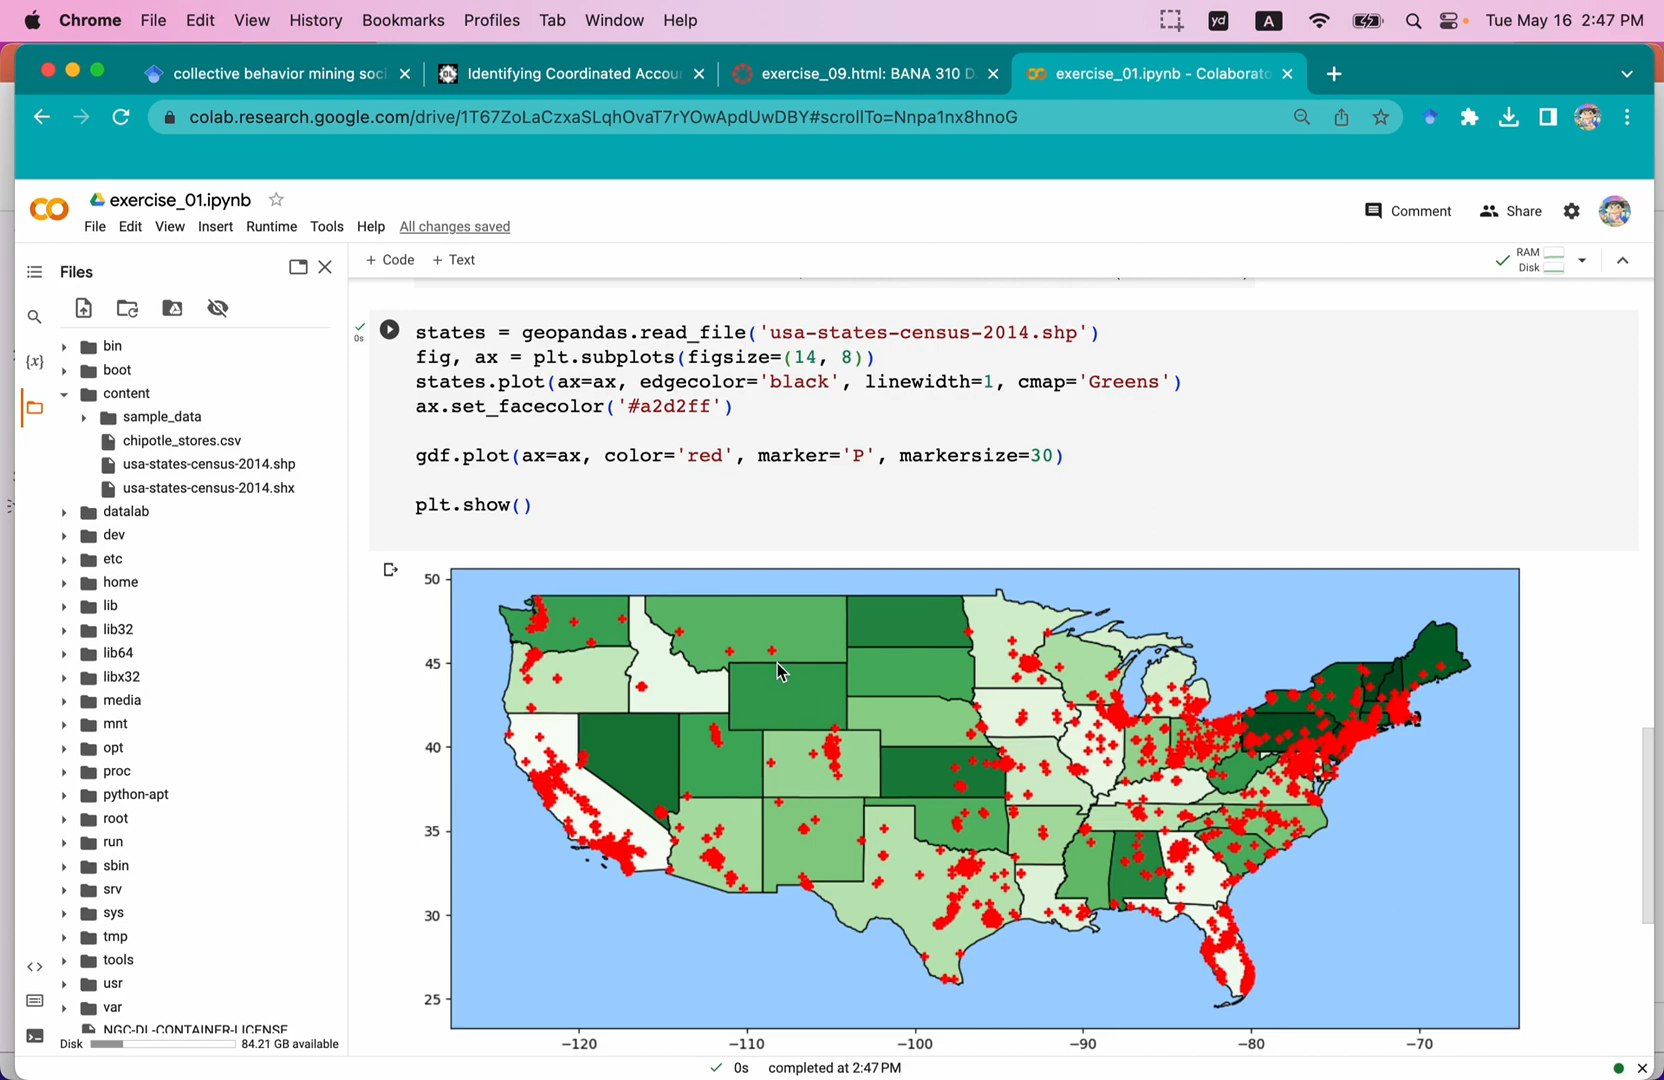 Chrome File Edit View History Bookmarks Profiles Tab Window Help yd A Tue May 16 2:47 PM
collective behavior mining soci Identifying Coordinated Accou exercise_09.html: BANA 310 D exercise_01.ipynb - Colaborato
colab.research.google.com/drive/1T67ZoLaCzxaSLqhOvaT7rYOwApdUwDBY#scrollTo=Nnpa1nx8hnoG
exercise_01.ipynb
File Edit View Insert Runtime Tools Help All changes saved
Comment Share
Files
+ Code + Text
RAM
Disk
{x}
bin
boot
content
sample_data
chipotle_stores.csv
usa-states-census-2014.shp
usa-states-census-2014.shx
datalab
dev
etc
home
lib
lib32
lib64
libx32
media
mnt
opt
proc
python-apt
root
run
sbin
srv
sys
tmp
tools
usr
var
NGC-DL-CONTAINER-LICENSE
Disk 84.21 GB available
0s
states = geopandas.read_file('usa-states-census-2014.shp')
fig, ax = plt.subplots(figsize=(14, 8))
states.plot(ax=ax, edgecolor='black', linewidth=1, cmap='Greens')
ax.set_facecolor('#a2d2ff')
gdf.plot(ax=ax, color='red', marker='P', markersize=30)
plt.show()
50
45
40
35
30
25
−120 −110 −100 −90 −80 −70
0s completed at 2:47 PM